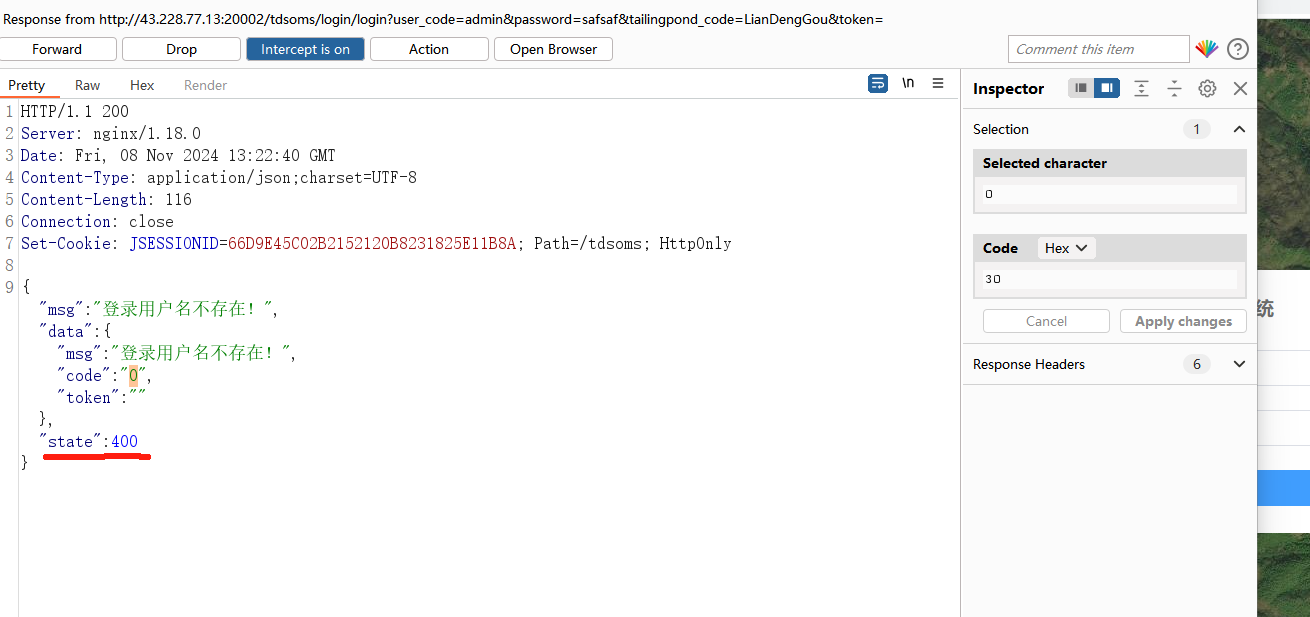 Response from http://43.228.77.13:20002/tdsoms/login/login?user_code=admin&password=safsaf&tailingpond_code=LianDengGou&token=
Forward Drop Intercept is on Action Open Browser Comment this item ?
Pretty Raw Hex Render \n
1 HTTP/1.1 200
2 Server: nginx/1.18.0
3 Date: Fri, 08 Nov 2024 13:22:40 GMT
4 Content-Type: application/json;charset=UTF-8
5 Content-Length: 116
6 Connection: close
7 Set-Cookie: JSESSIONID=66D9E45C02B2152120B8231825E11B8A; Path=/tdsoms; HttpOnly
8
9 {
"msg":"登录用户名不存在！",
"data":{
"msg":"登录用户名不存在！",
"code":"0",
"token":""
},
"state":400
}
Inspector
Selection 1
Selected character
0
Code Hex
30
Cancel Apply changes
Response Headers 6
统